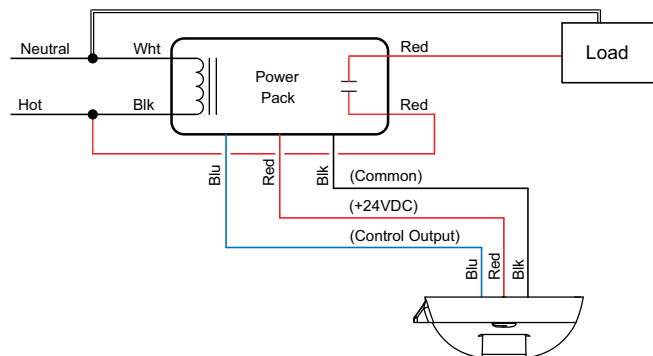 Neutral
Wht
Red
Load
Power
Pack
Hot
Blk
Red
Blu
Red
Blk
(Common)
(+24VDC)
(Control Output)
Blu
Red
Blk